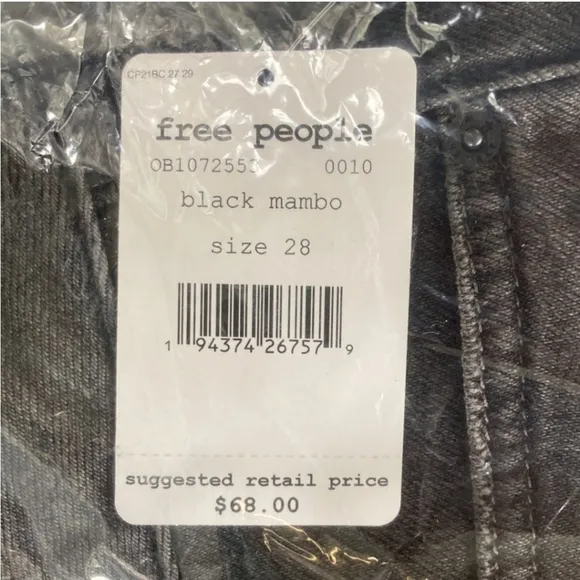 CP21BC 27 29
free people
OB1072553 0010
black mambo
size 28
1 94374 26757 9
suggested retail price
$68.00